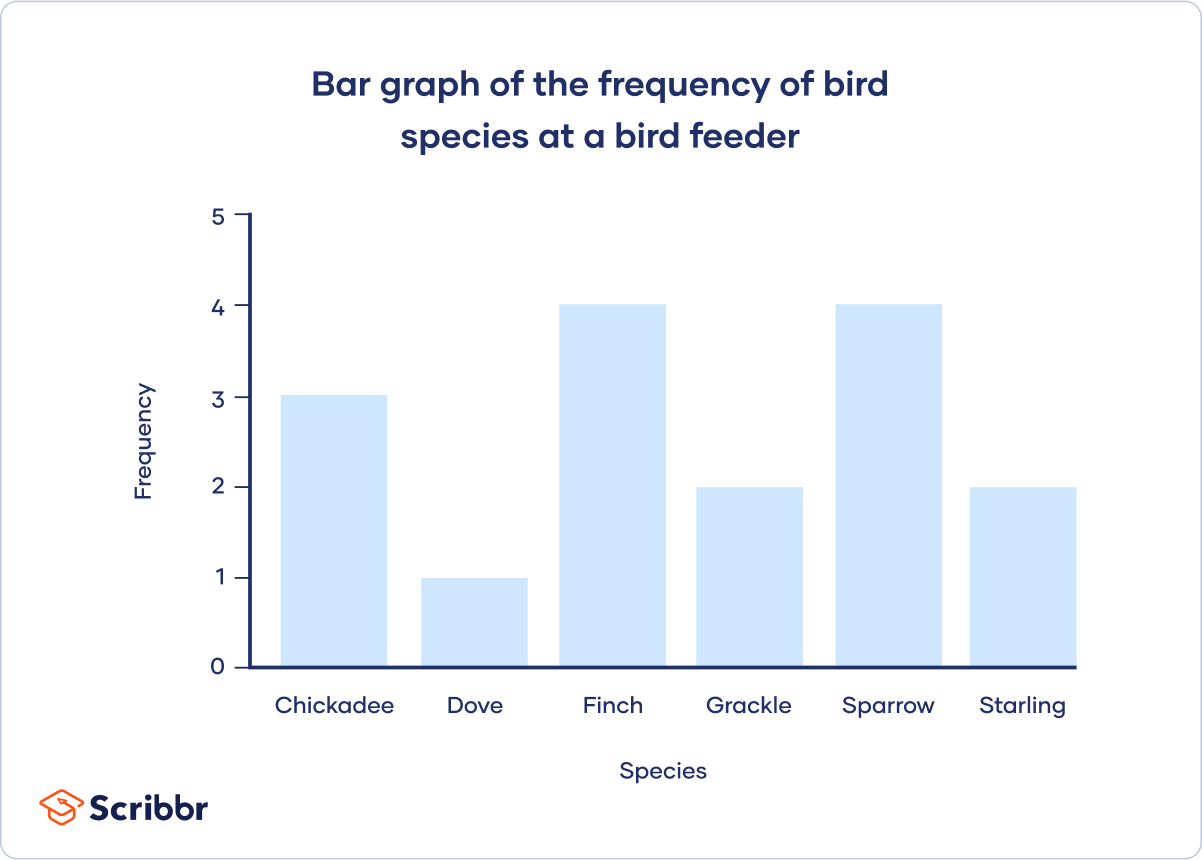 Bar graph of the frequency of bird
species at a bird feeder
5
4
3
2
1
0
Frequency
Chickadee Dove Finch Grackle Sparrow Starling
Species
Scribbr